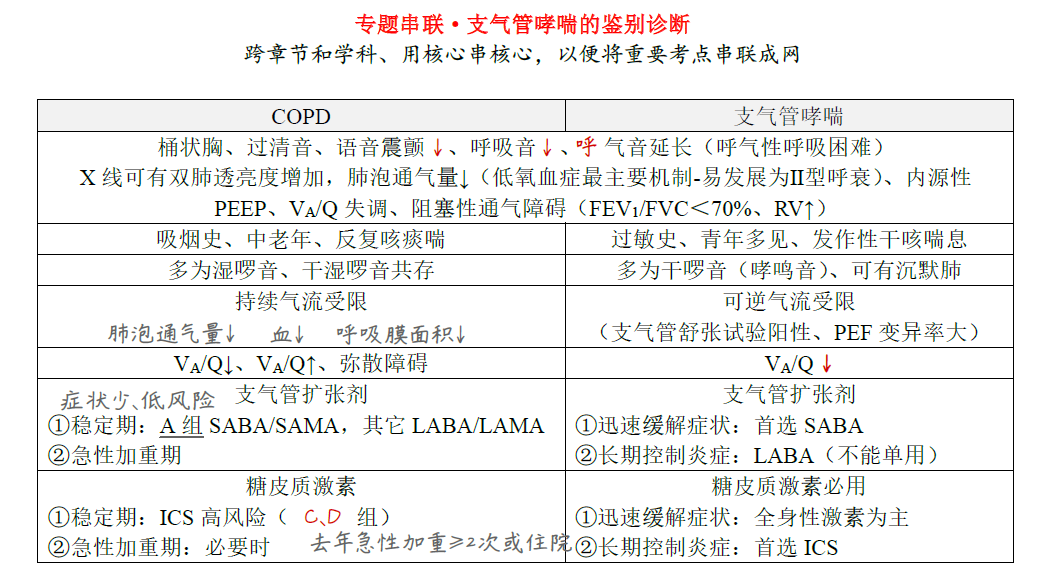 专题串联·支气管哮喘的鉴别诊断
跨章节和学科、用核心串核心，以便将重要考点串联成网
COPD 支气管哮喘
桶状胸、过清音、语音震颤↓、呼吸音↓、呼气音延长（呼气性呼吸困难）
X 线可有双肺透亮度增加，肺泡通气量↓（低氧血症最主要机制-易发展为Ⅱ型呼衰）、内源性
PEEP、VA/Q 失调、阻塞性通气障碍（FEV1/FVC＜70%、RV↑）
吸烟史、中老年、反复咳痰喘 过敏史、青年多见、发作性干咳喘息
多为湿啰音、干湿啰音共存 多为干啰音（哮鸣音）、可有沉默肺
持续气流受限 可逆气流受限
肺泡通气量↓ 血↓ 呼吸膜面积↓ （支气管舒张试验阳性、PEF 变异率大）
VA/Q↓、VA/Q↑、弥散障碍 VA/Q ↓
支气管扩张剂 支气管扩张剂
症状少、低风险
①稳定期：A 组 SABA/SAMA，其它 LABA/LAMA ①迅速缓解症状：首选 SABA
②急性加重期 ②长期控制炎症：LABA（不能单用）
糖皮质激素 糖皮质激素必用
①稳定期：ICS 高风险（ C、D 组） ①迅速缓解症状：全身性激素为主
②急性加重期：必要时 去年急性加重≥2次或住院 ②长期控制炎症：首选 ICS